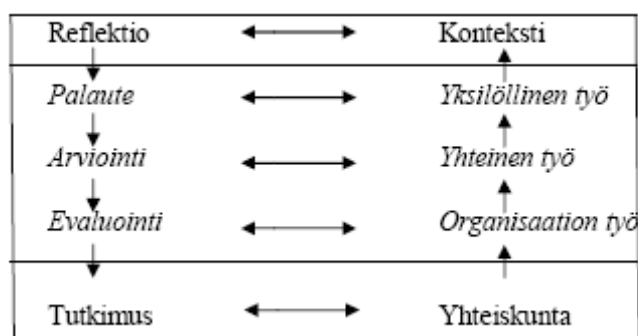 Reflektio Konteksti
Palaute Yksilöllinen työ
Arviointi Yhteinen työ
Evaluointi Organisaation työ
Tutkimus Yhteiskunta